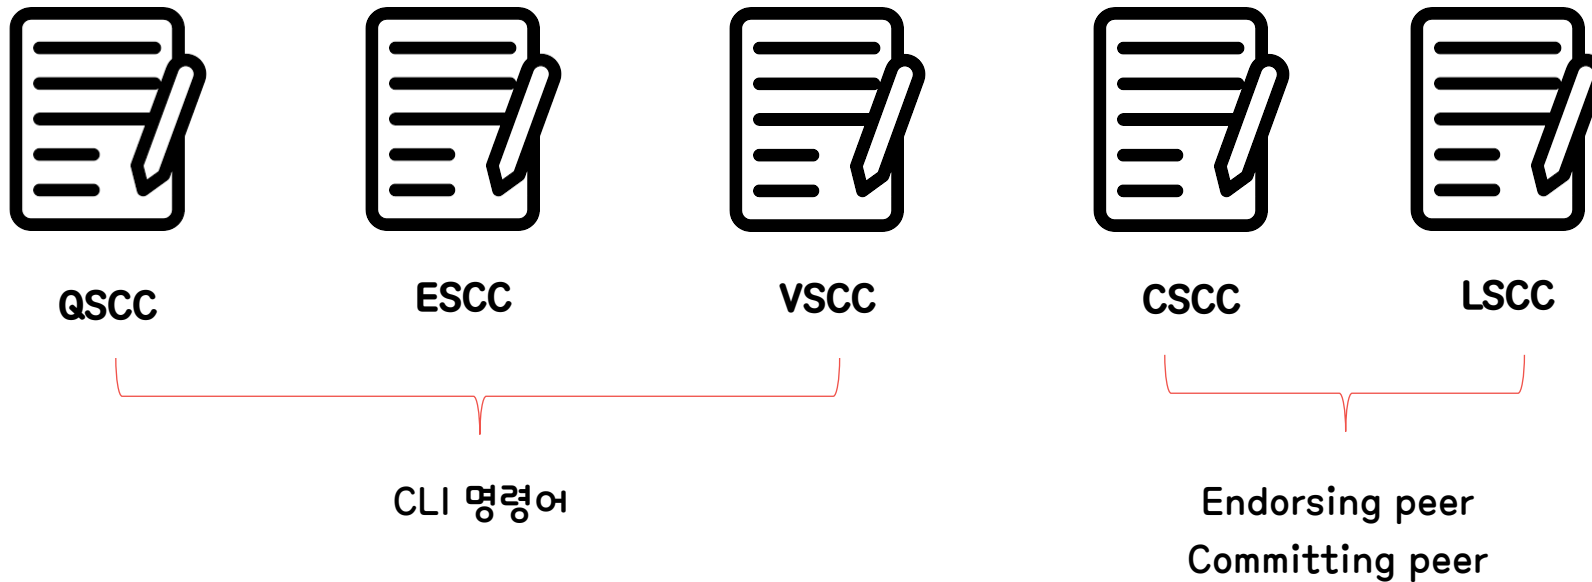 QSCC
ESCC
VSCC
CSCC
LSCC
CLI 명령어
Endorsing peer
Committing peer